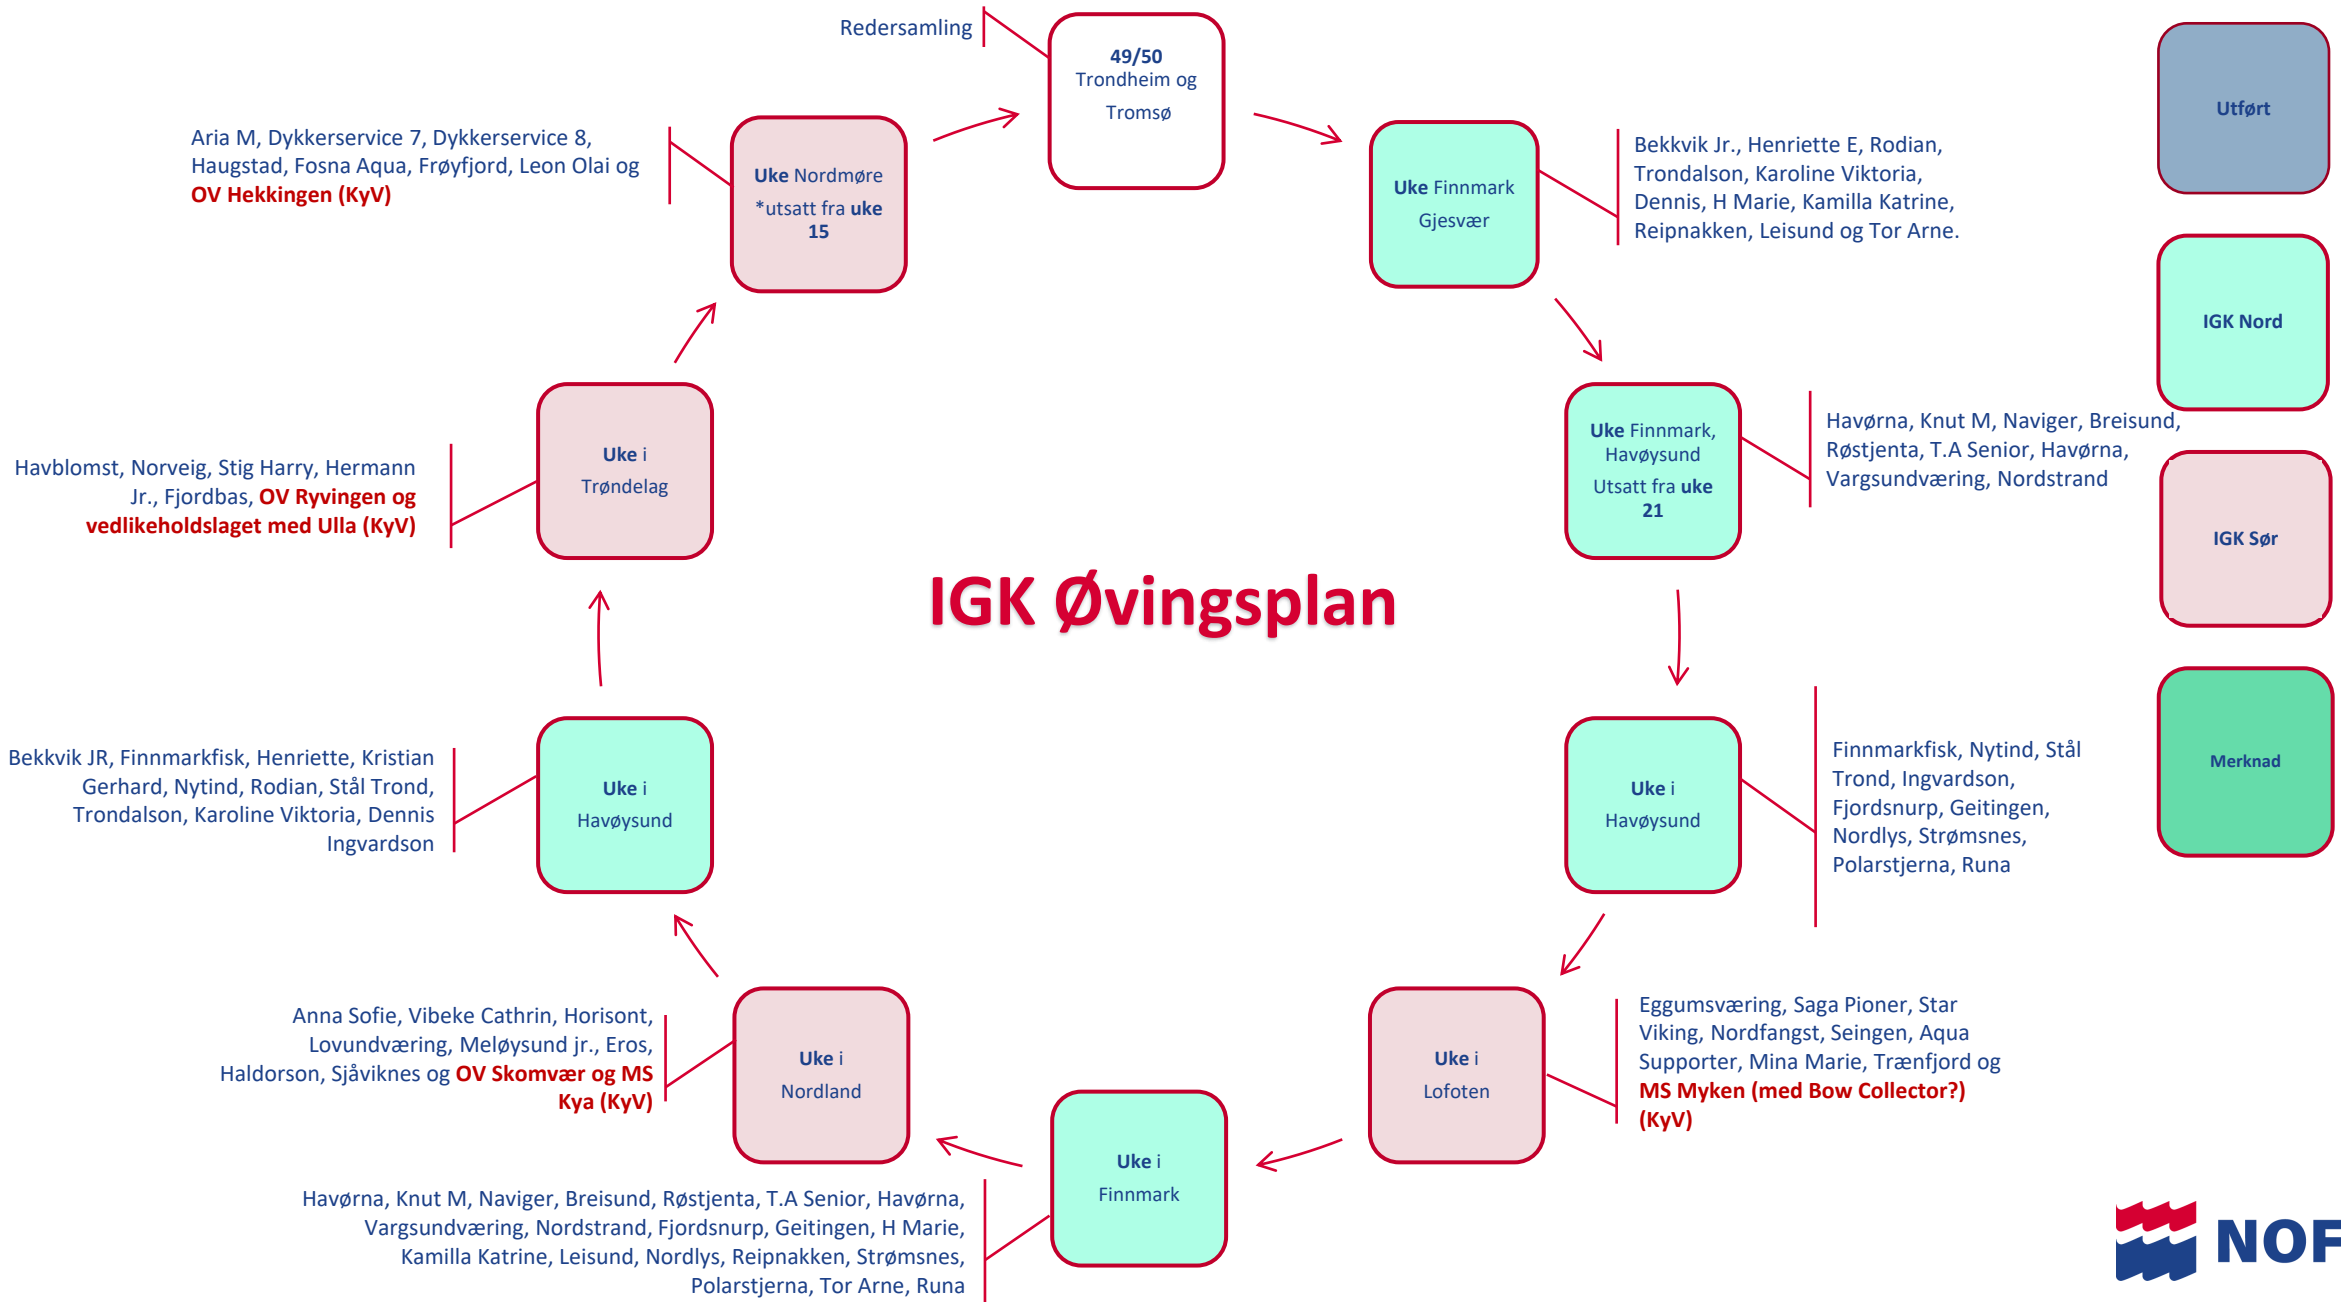 Redersamling
49/50
Trondheim og
Tromsø
Bekkvik Jr., Henriette E, Rodian,
Trondalson, Karoline Viktoria,
Dennis, H Marie, Kamilla Katrine,
Reipnakken, Leisund og Tor Arne.
Uke Finnmark
Gjesvær
Havørna, Knut M, Naviger, Breisund,
Røstjenta, T.A Senior, Havørna,
Vargsundværing, Nordstrand
Uke Finnmark,
Havøysund
Utsatt fra uke
21
Finnmarkfisk, Nytind, Stål
Trond, Ingvardson,
Fjordsnurp, Geitingen,
Nordlys, Strømsnes,
Polarstjerna, Runa
Uke i
Havøysund
Eggumsværing, Saga Pioner, Star
Viking, Nordfangst, Seingen, Aqua
Supporter, Mina Marie, Trænfjord og
MS Myken (med Bow Collector?)
(KyV)
Uke i
Lofoten
Uke i
Finnmark
Havørna, Knut M, Naviger, Breisund, Røstjenta, T.A Senior, Havørna,
Vargsundværing, Nordstrand, Fjordsnurp, Geitingen, H Marie,
Kamilla Katrine, Leisund, Nordlys, Reipnakken, Strømsnes,
Polarstjerna, Tor Arne, Runa
Uke i
Nordland
Anna Sofie, Vibeke Cathrin, Horisont,
Lovundværing, Meløysund jr., Eros,
Haldorson, Sjåviknes og OV Skomvær og MS
Kya (KyV)
Uke i
Havøysund
Bekkvik JR, Finnmarkfisk, Henriette, Kristian
Gerhard, Nytind, Rodian, Stål Trond,
Trondalson, Karoline Viktoria, Dennis
Ingvardson
Uke i
Trøndelag
Havblomst, Norveig, Stig Harry, Hermann
Jr., Fjordbas, OV Ryvingen og
vedlikeholdslaget med Ulla (KyV)
Uke Nordmøre
*utsatt fra uke
15
Aria M, Dykkerservice 7, Dykkerservice 8,
Haugstad, Fosna Aqua, Frøyfjord, Leon Olai og
OV Hekkingen (KyV)
IGK Øvingsplan
Utført
IGK Nord
IGK Sør
Merknad
NOF